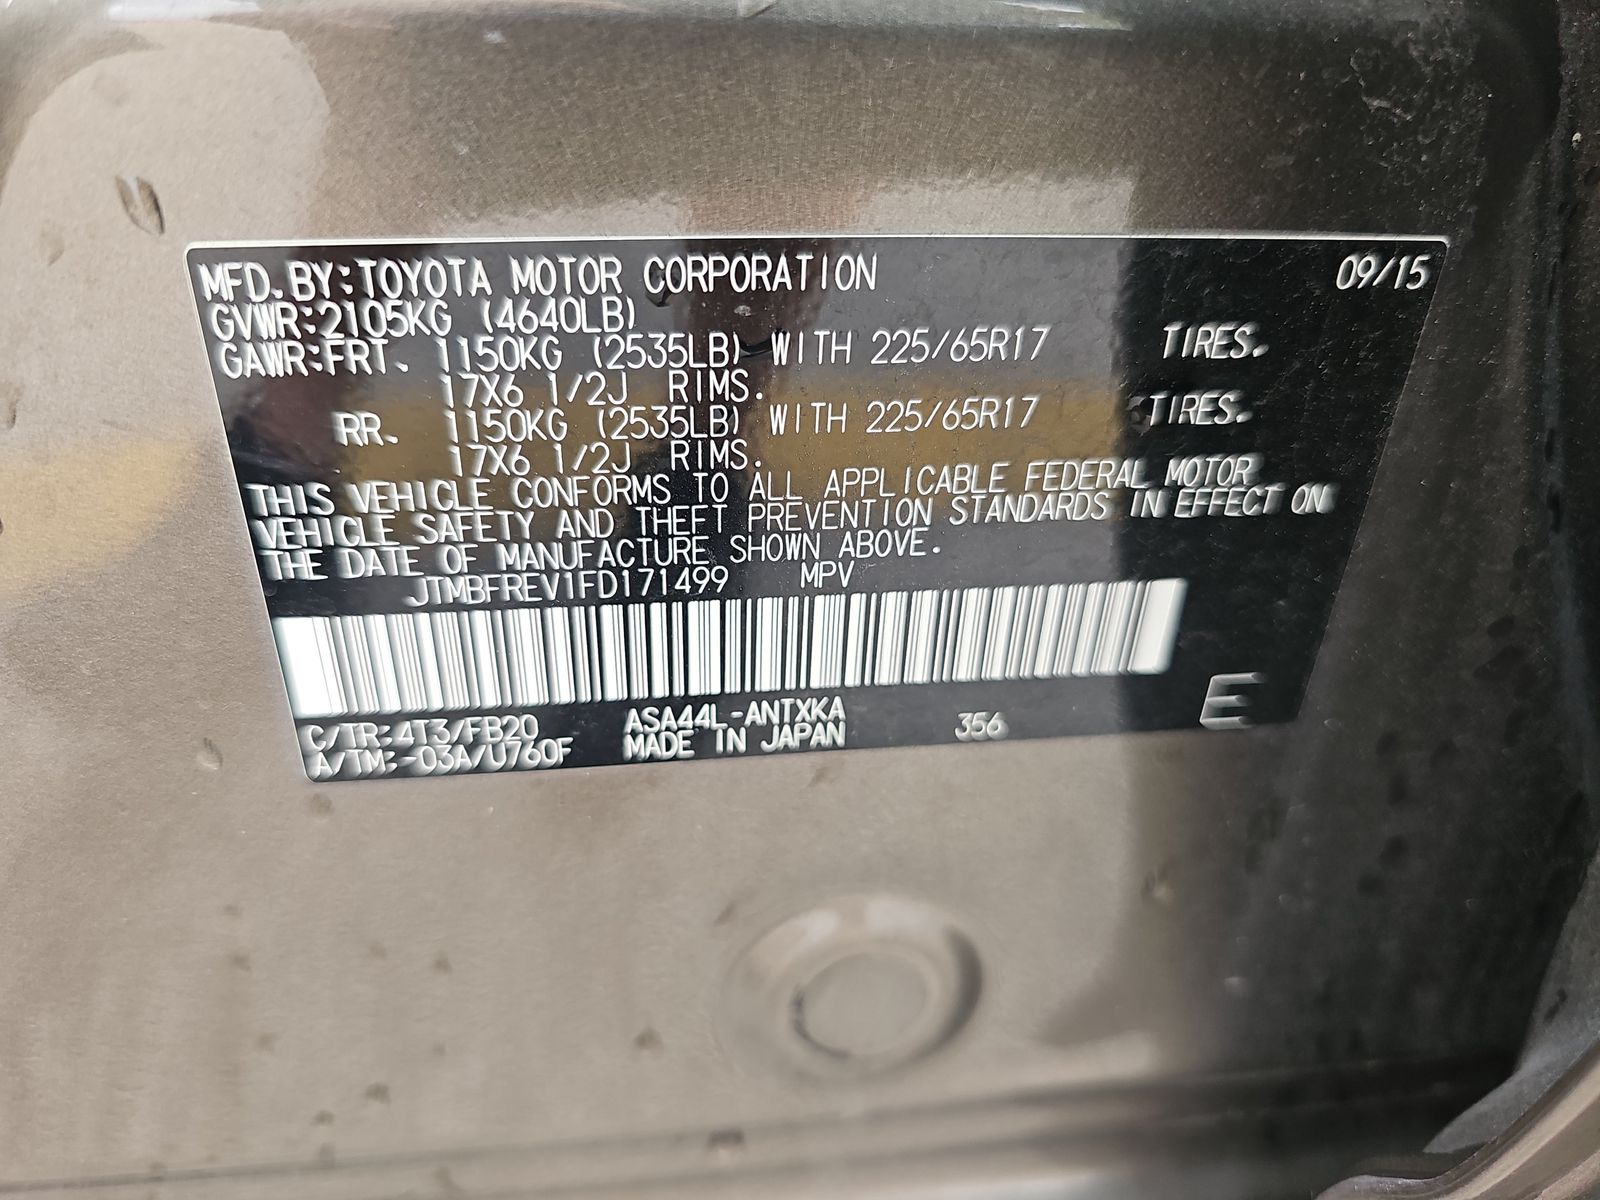 MFD. BY: TOYOTA MOTOR CORPORATION 09/15
GVWR: 2105KG (4640LB)
GAWR: FRT. 1150KG (2535LB) WITH 225/65R17 TIRES.
17X6 1/2J RIMS.
RR. 1150KG (2535LB) WITH 225/65R17 TIRES.
17X6 1/2J RIMS.
THIS VEHICLE CONFORMS TO ALL APPLICABLE FEDERAL MOTOR
VEHICLE SAFETY AND THEFT PREVENTION STANDARDS IN EFFECT ON
THE DATE OF MANUFACTURE SHOWN ABOVE.
JTMBFREV1FD171499 MPV
C/TR: 4T3/FB20 ASA44L-ANTXKA 356 E
A/TM: -03A/U760F MADE IN JAPAN